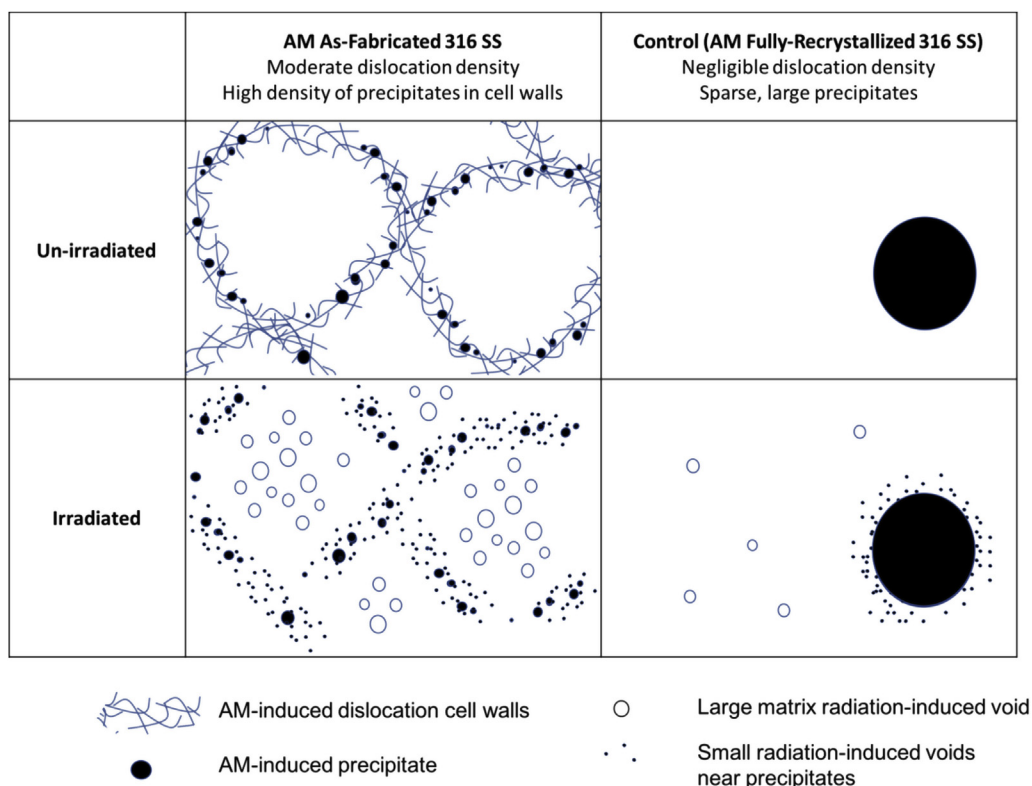 AM As-Fabricated 316 SS
Moderate dislocation density
High density of precipitates in cell walls
Control (AM Fully-Recrystallized 316 SS)
Negligible dislocation density
Sparse, large precipitates
Un-irradiated
Irradiated
AM-induced dislocation cell walls
Large matrix radiation-induced void
AM-induced precipitate
Small radiation-induced voids
near precipitates